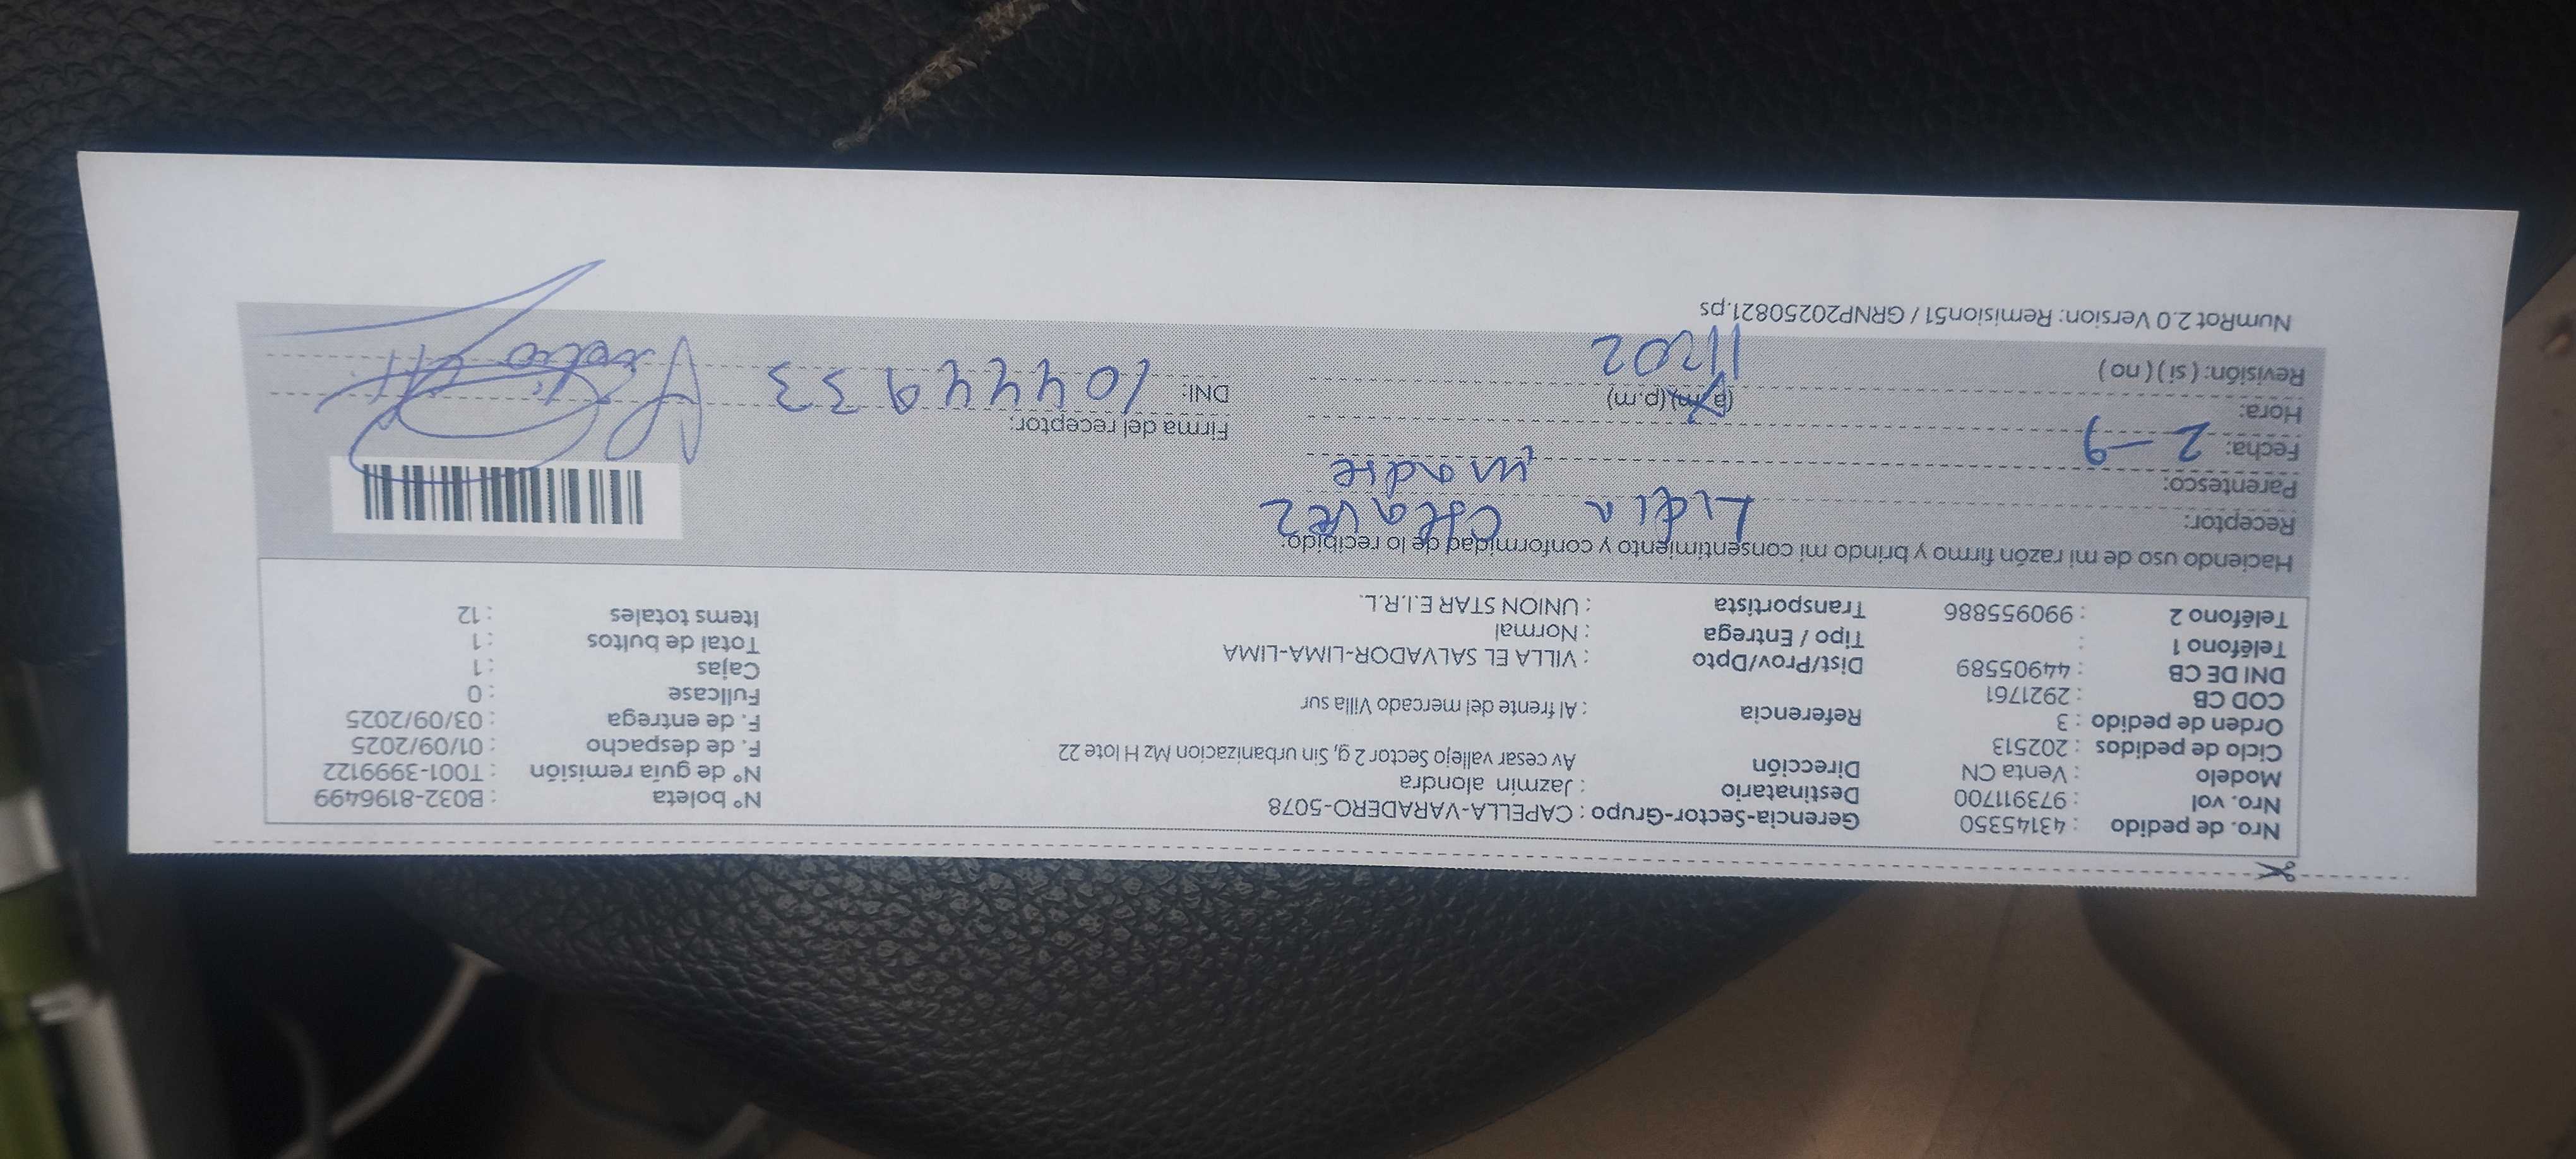 Nro. de pedido : 43145350
Nro. vol : 973911700
Modelo : Venta CN
Ciclo de pedidos : 202513
Orden de pedido : 3
COD CB : 2921761
DNI DE CB : 44905589
Teléfono 1 :
Teléfono 2 : 990955886
Gerencia-Sector-Grupo : CAPELLA-VARADERO-5078
Destinatario : Jazmin alondra
Dirección Av cesar vallejo Sector 2 g, Sin urbanizacion Mz H lote 22
Referencia : Al frente del mercado Villa sur
Dist/Prov/Dpto : VILLA EL SALVADOR-LIMA-LIMA
Tipo / Entrega : Normal
Transportista : UNION STAR E.I.R.L.
N° boleta : B032-8196499
N° de guía remisión : T001-3999122
F. de despacho : 01/09/2025
F. de entrega : 03/09/2025
Fullcase : 0
Cajas : 1
Total de bultos : 1
Items totales : 12
Haciendo uso de mi razón firmo y brindo mi consentimiento y conformidad de lo recibido:
Receptor: Lidia Chavez
Parentesco: madre
Fecha: 2-9
Hora: (a.m)(p.m)
Revisión: ( si ) ( no ) 11:02
Firma del receptor:
DNI: 10444933
NumRot 2.0 Version: Remision51 / GRNP20250821.ps